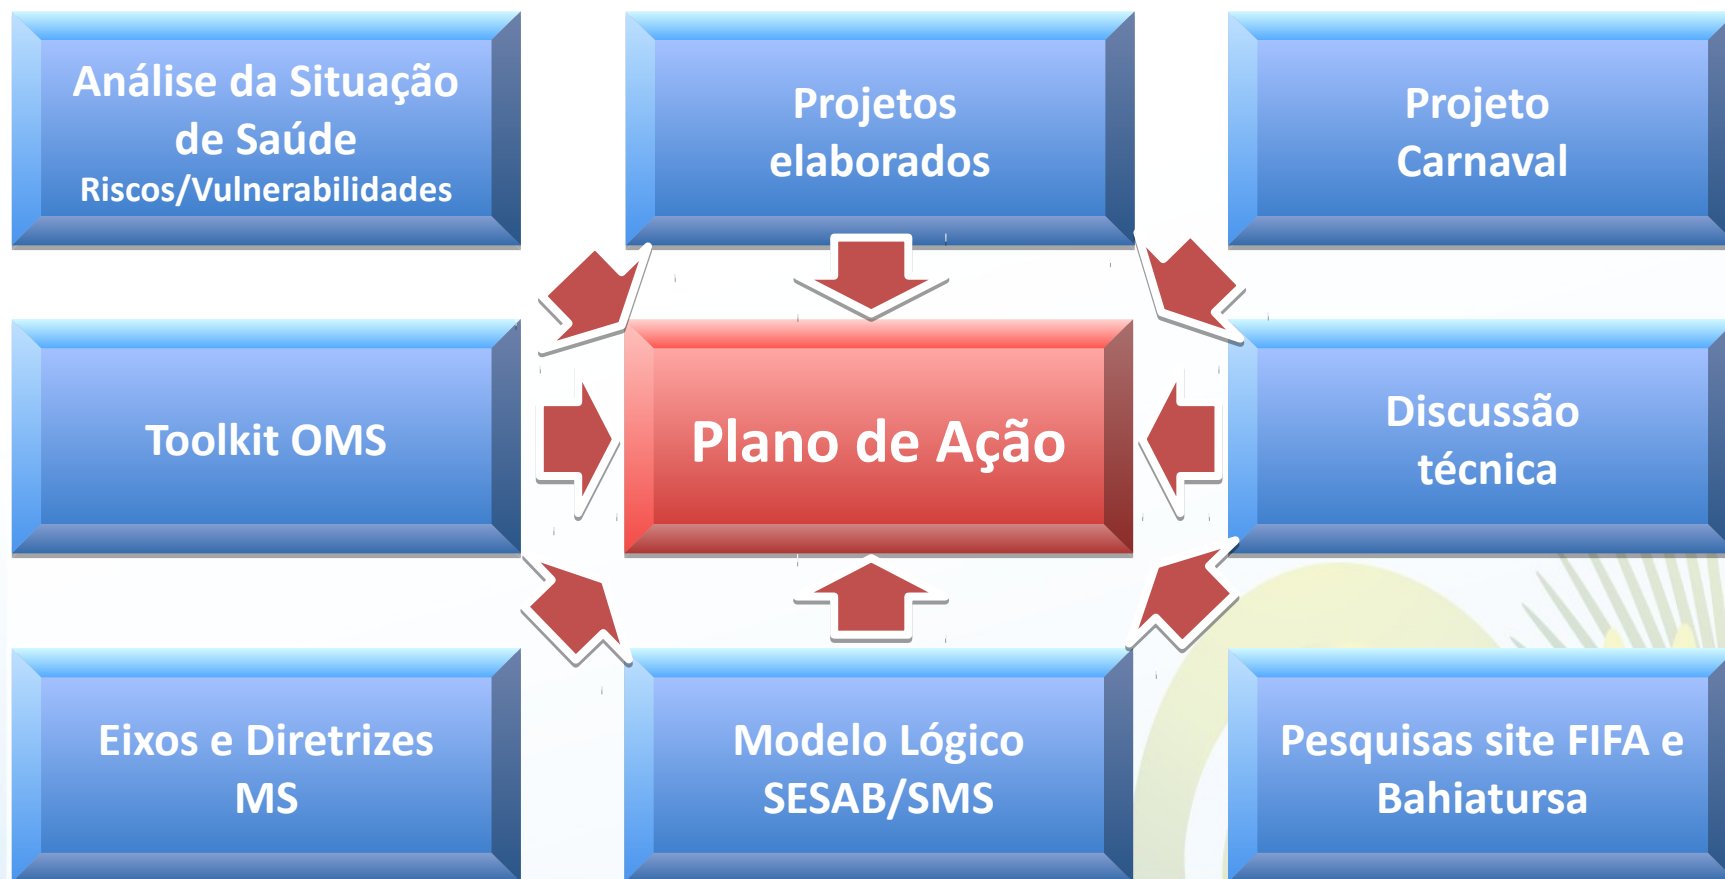 Análise da Situação
de Saúde
Riscos/Vulnerabilidades
Projetos
elaborados
Projeto
Carnaval
Toolkit OMS
Plano de Ação
Discussão
técnica
Eixos e Diretrizes
MS
Modelo Lógico
SESAB/SMS
Pesquisas site FIFA e
Bahiatursa